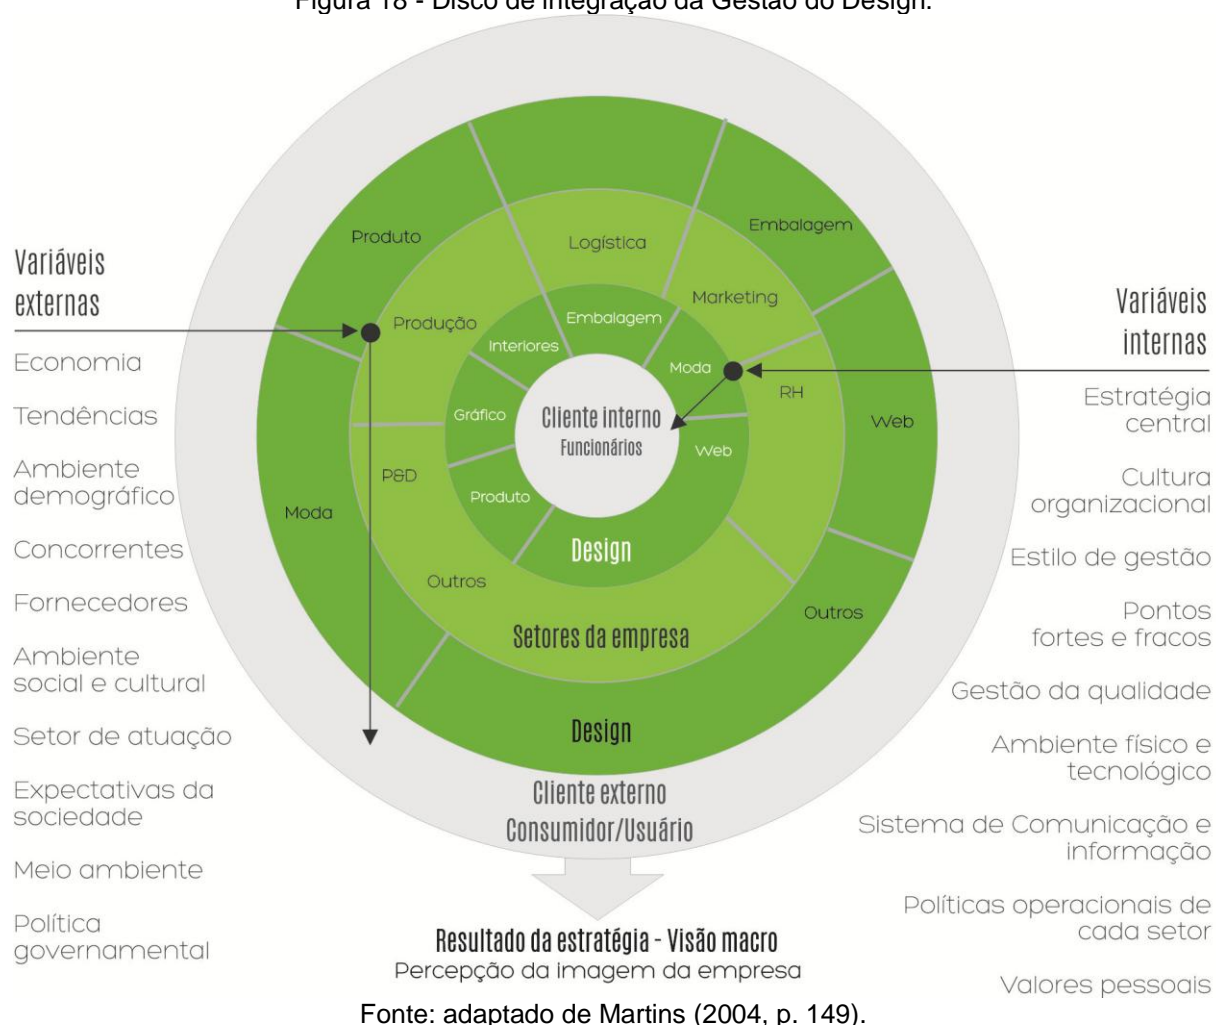 Figura 18 - Disco de integração da Gestão do Design.
Variáveis
externas
Economia
Tendências
Ambiente
demográfico
Concorrentes
Fornecedores
Ambiente
social e cultural
Setor de atuação
Expectativas da
sociedade
Meio ambiente
Política
governamental
Produto
Embalagem
Logística
Marketing
Produção
Embalagem
Interiores
Moda
RH
Gráfico
Cliente interno
Funcionários
Web
Web
P&D
Produto
Moda
Design
Outros
Outros
Setores da empresa
Design
Cliente externo
Consumidor/Usuário
Variáveis
internas
Estratégia
central
Cultura
organizacional
Estilo de gestão
Pontos
fortes e fracos
Gestão da qualidade
Ambiente físico e
tecnológico
Sistema de Comunicação e
informação
Políticas operacionais de
cada setor
Valores pessoais
Resultado da estratégia - Visão macro
Percepção da imagem da empresa
Fonte: adaptado de Martins (2004, p. 149).